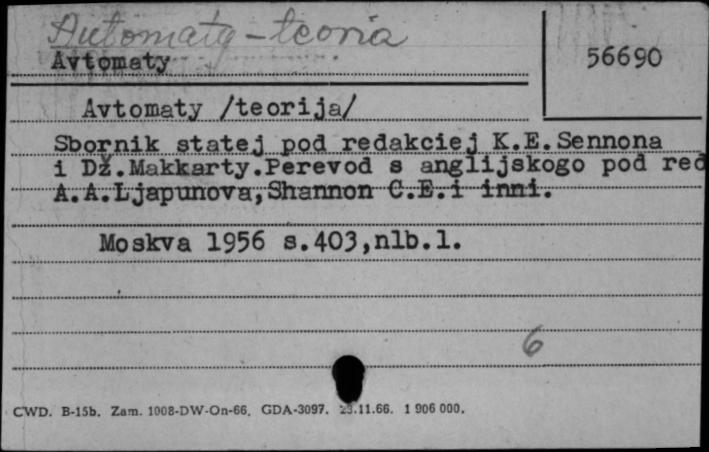 Automaty - teoria
Avtomaty
56690
Avtomaty /teorija/
Sbornik statej pod redakciej K.E.Sennona
i Dž.Makkarty.Perevod s anglijskogo pod red
A.A.Ljapunova,Shannon C.E.i inni.
Moskva 1956 s.403,nlb.1.
6
CWD. B-15b. Zam. 1008-DW-On-66. GDA-3097. 23.11.66. 1 906 000.